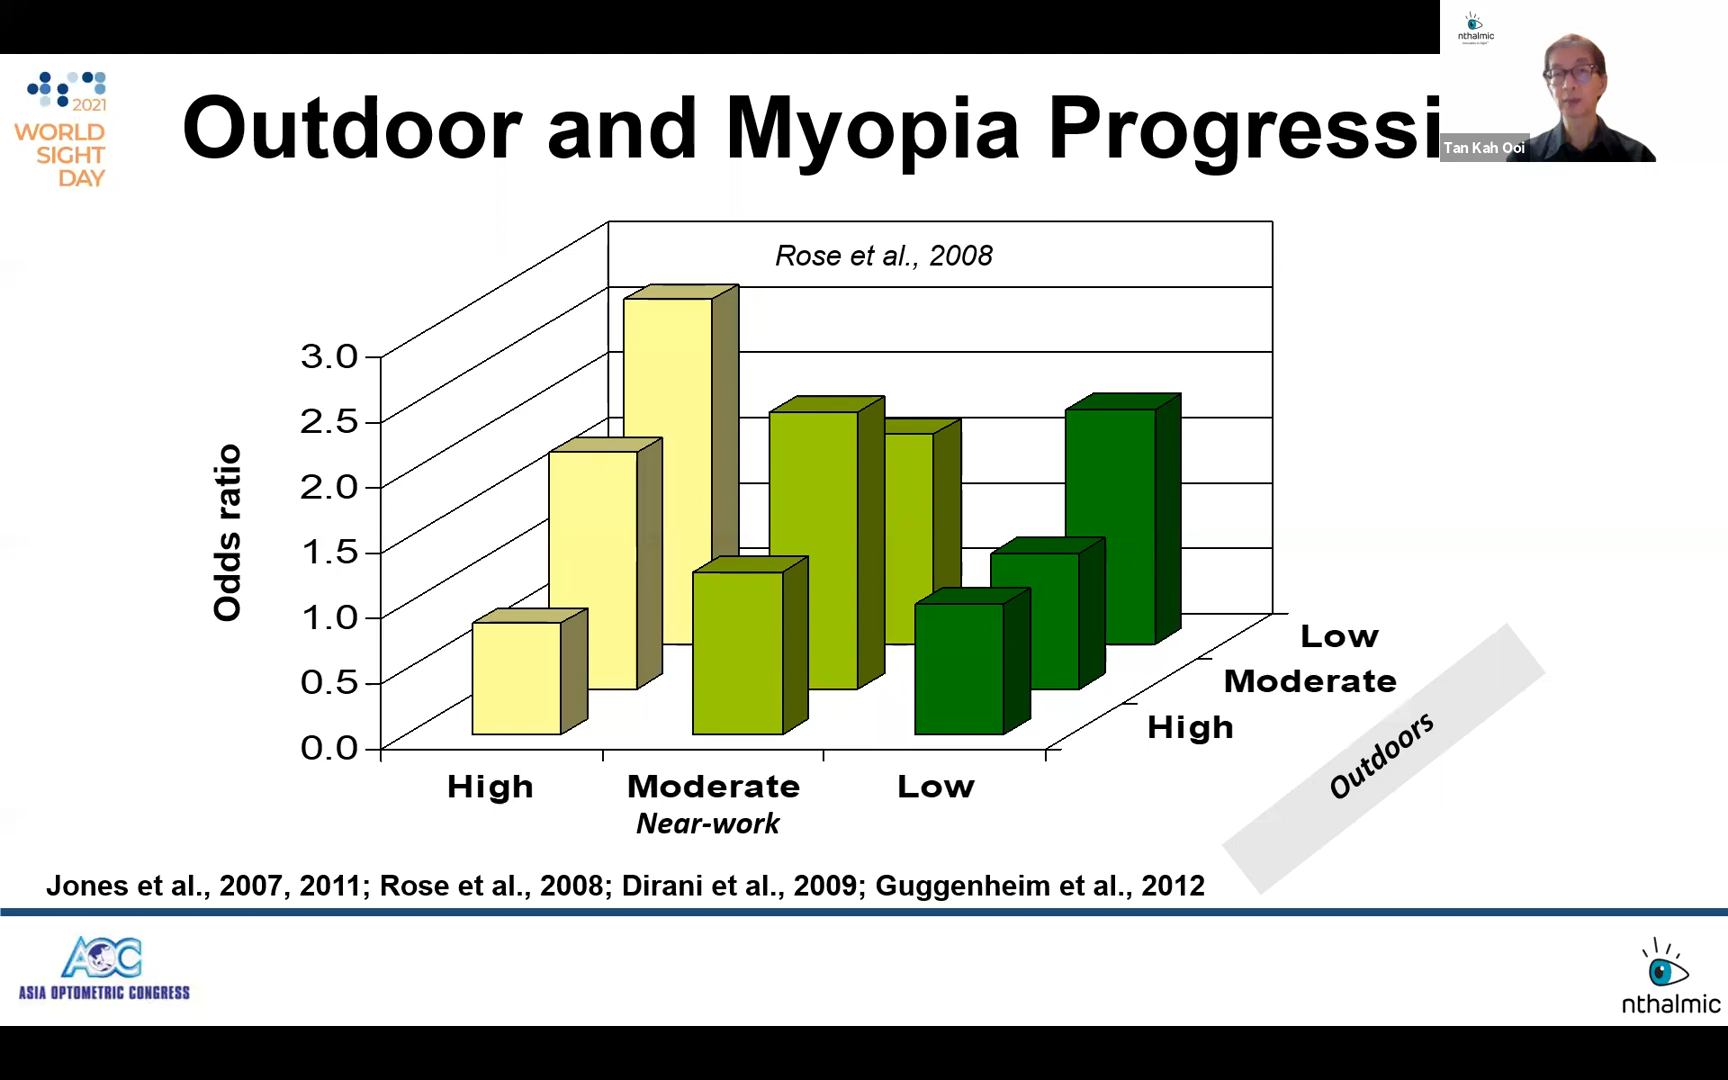 nthalmic
2021
WORLD
SIGHT
DAY
Outdoor and Myopia Progressi
Tan Kah Ooi
Rose et al., 2008
Odds ratio
3.0
2.5
2.0
1.5
1.0
0.5
0.0
High
Moderate
Low
Near-work
Low
Moderate
High
Outdoors
Jones et al., 2007, 2011; Rose et al., 2008; Dirani et al., 2009; Guggenheim et al., 2012
AOC
ASIA OPTOMETRIC CONGRESS
nthalmic